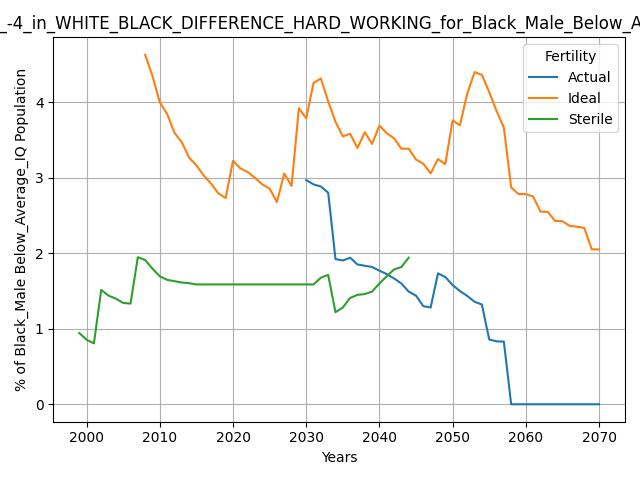 _-4_in_WHITE_BLACK_DIFFERENCE_HARD_WORKING_for_Black_Male_Below_A
Fertility
Actual
Ideal
Sterile
% of Black_Male Below_Average_IQ Population
4
3
2
1
0
2000 2010 2020 2030 2040 2050 2060 2070
Years